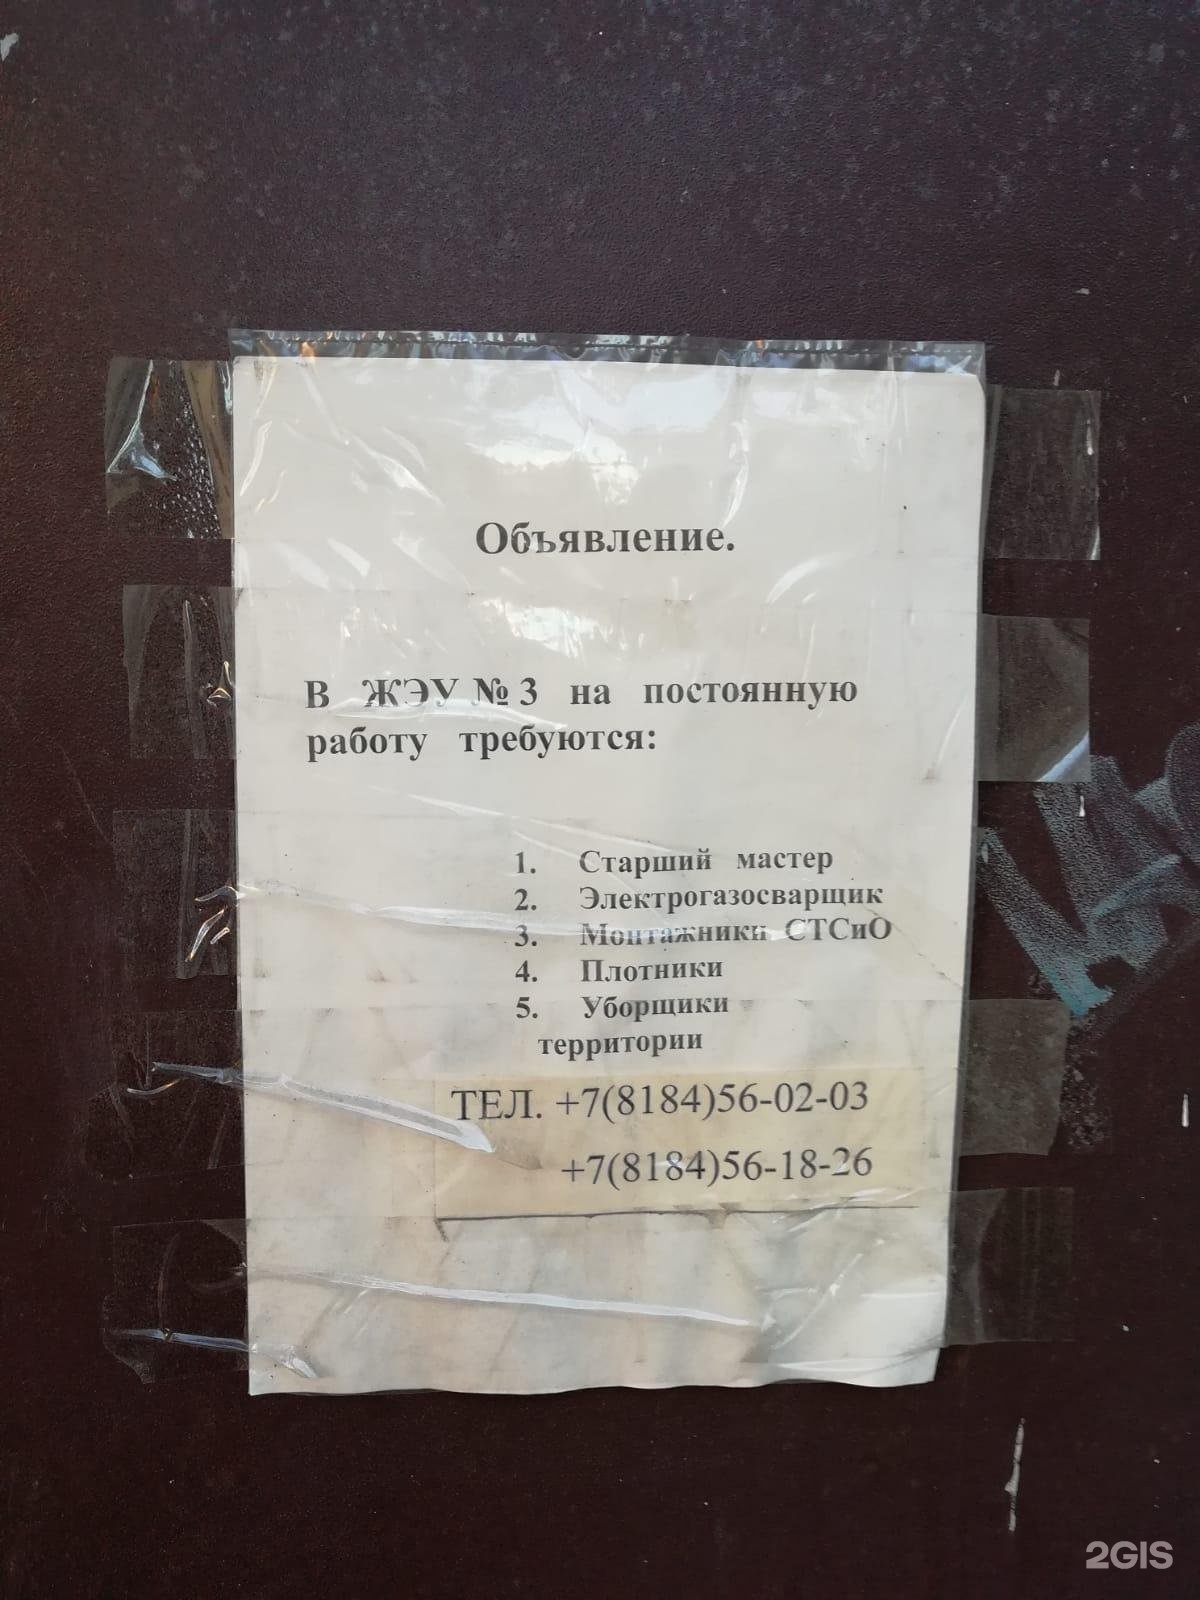 Объявление.
В ЖЭУ № 3 на постоянную
работу требуются:
1. Старший мастер
2. Электрогазосварщик
3. Монтажники СТСиО
4. Плотники
5. Уборщики
территории
ТЕЛ. +7(8184)56-02-03
+7(8184)56-18-26
2GIS